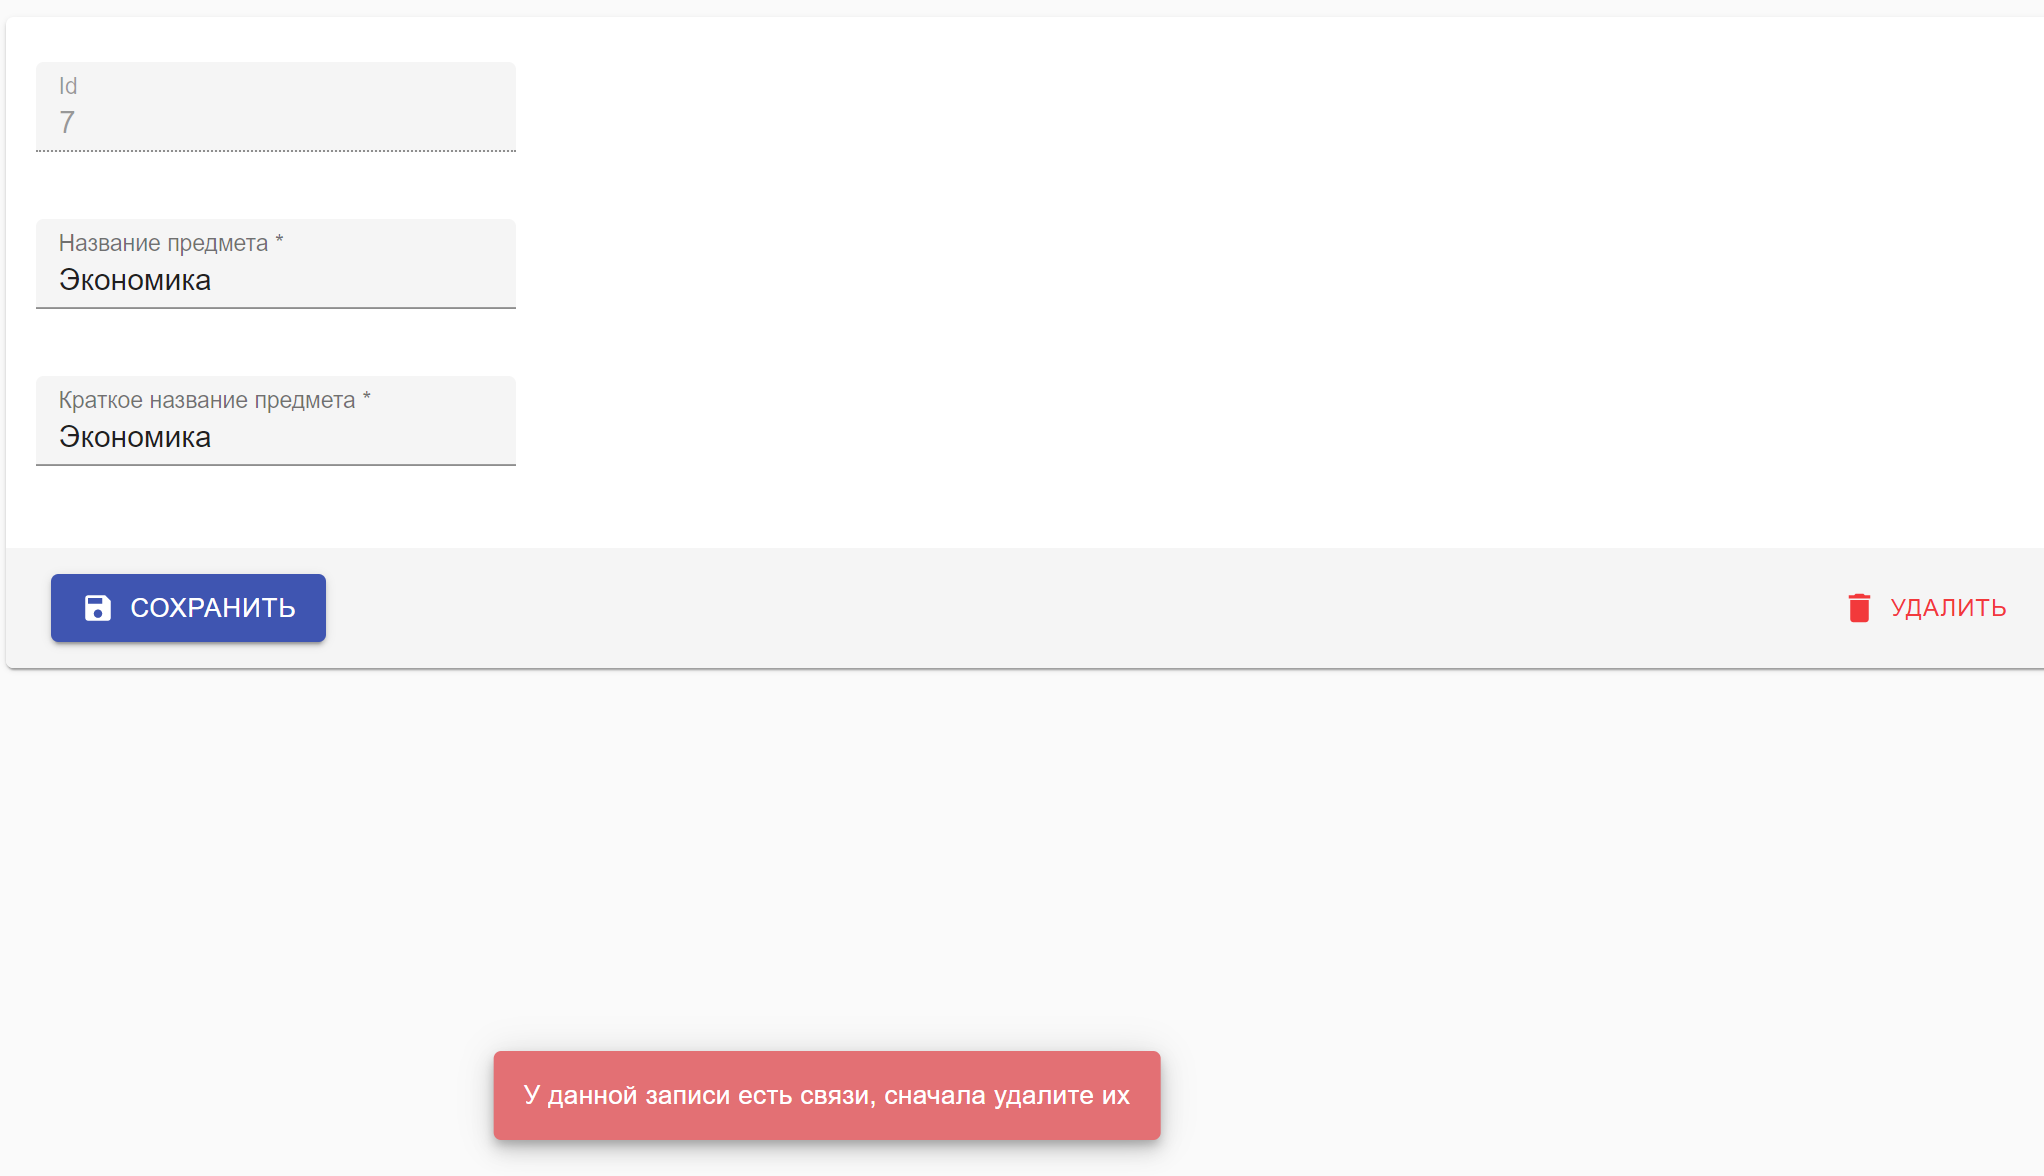 Id
7
Название предмета *
Экономика
Краткое название предмета *
Экономика
СОХРАНИТЬ
УДАЛИТЬ
У данной записи есть связи, сначала удалите их